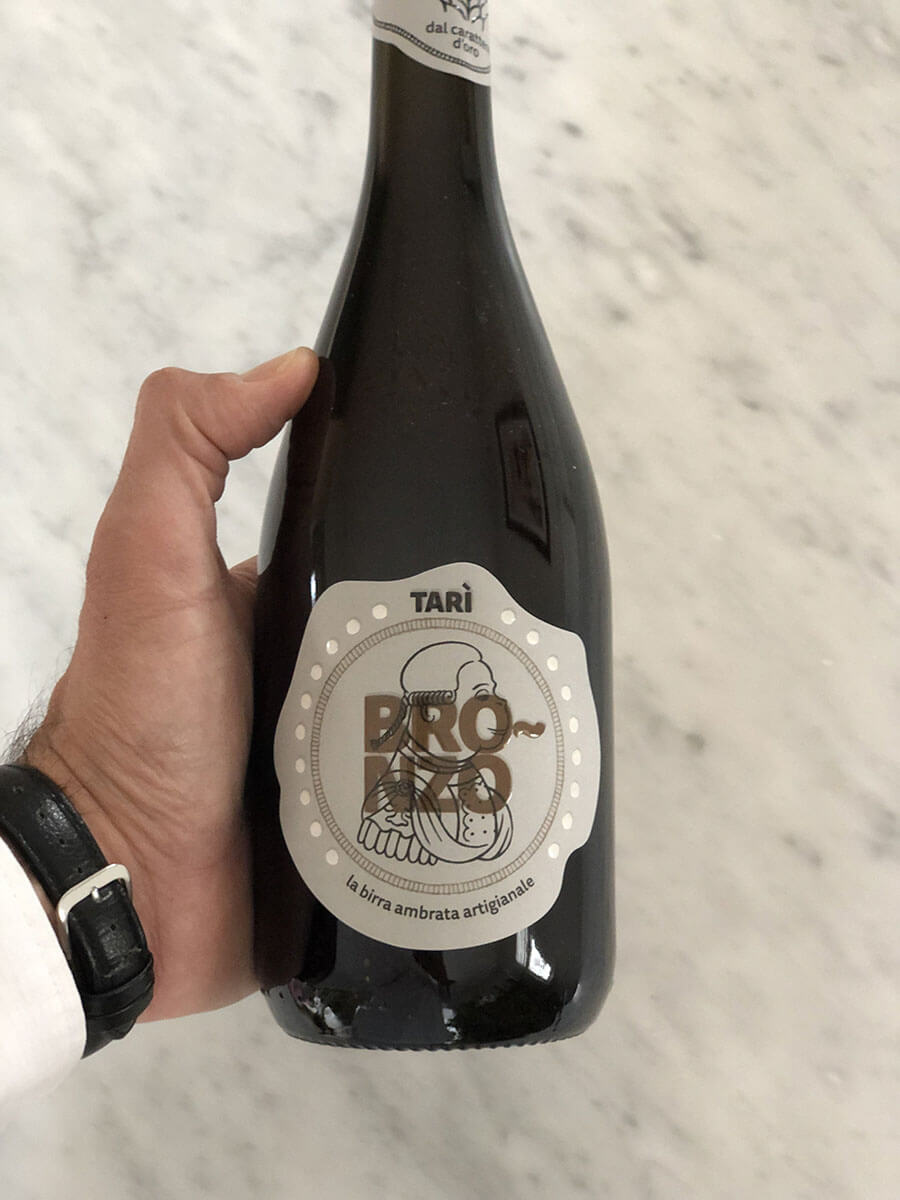 dal carattere
d'oro
TARÌ
BRO~
NZO
la birra ambrata artigianale